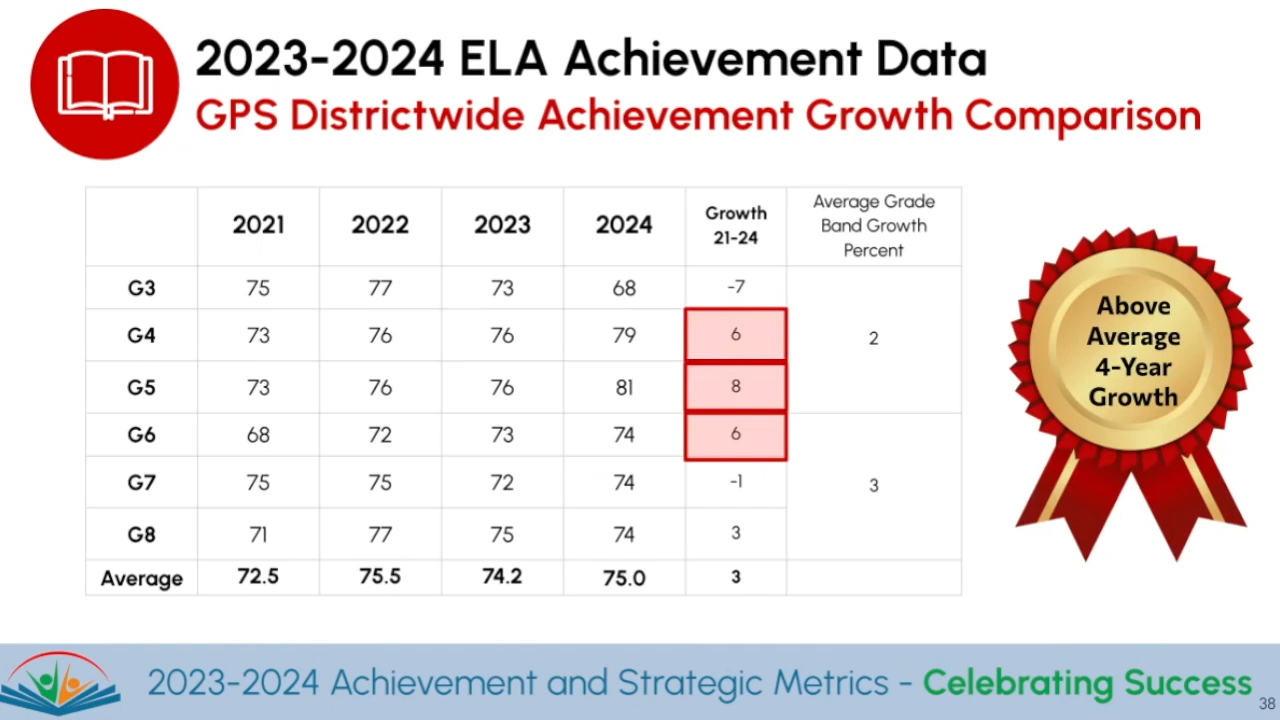 2023-2024 ELA Achievement Data
GPS Districtwide Achievement Growth Comparison
2021 2022 2023 2024 Growth 21-24 Average Grade Band Growth Percent
G3 75 77 73 68 -7
G4 73 76 76 79 6 2
G5 73 76 76 81 8
G6 68 72 73 74 6
G7 75 75 72 74 -1 3
G8 71 77 75 74 3
Average 72.5 75.5 74.2 75.0 3
Above
Average
4-Year
Growth
2023-2024 Achievement and Strategic Metrics - Celebrating Success
38